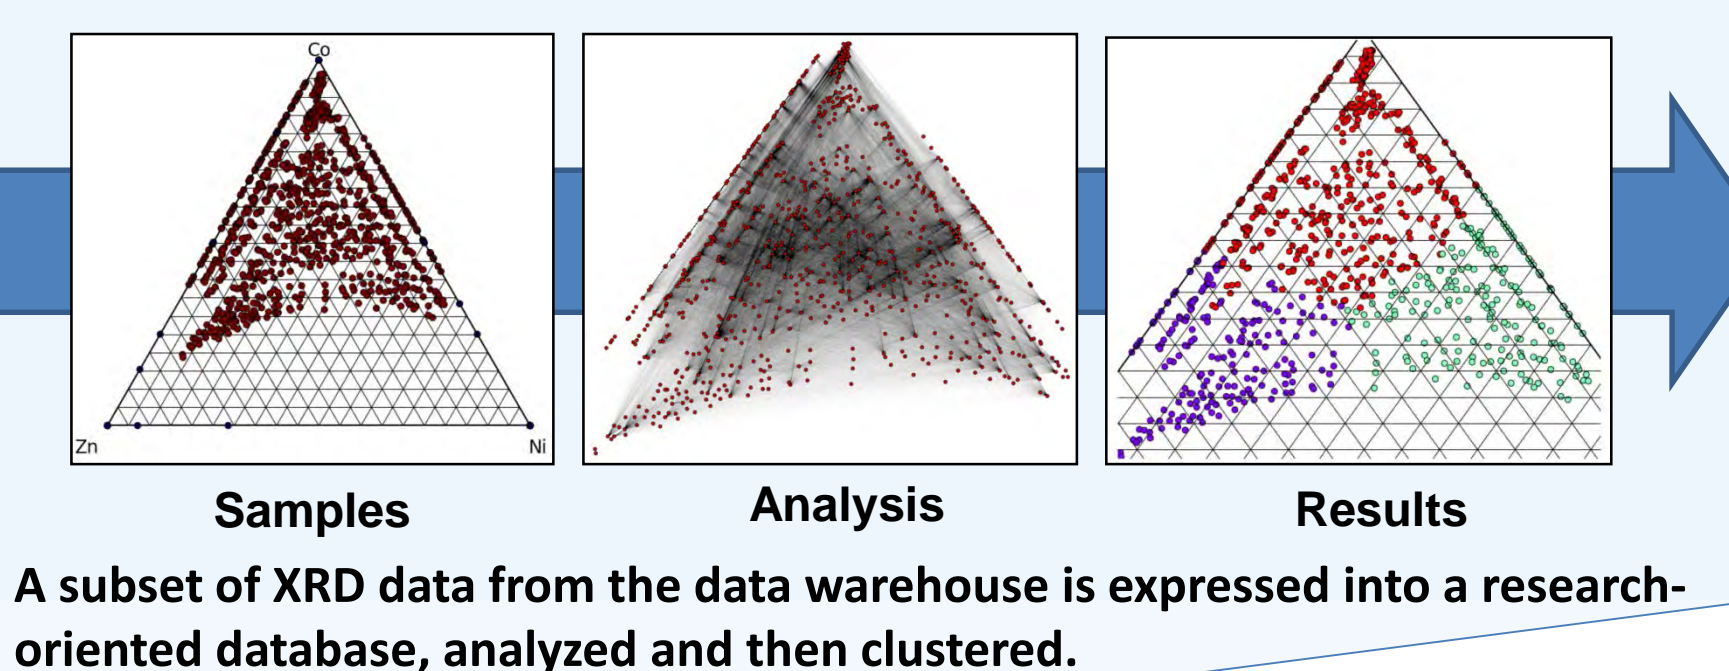 Co
Zn
Ni
Samples
Analysis
Results
A subset of XRD data from the data warehouse is expressed into a research-
oriented database, analyzed and then clustered.